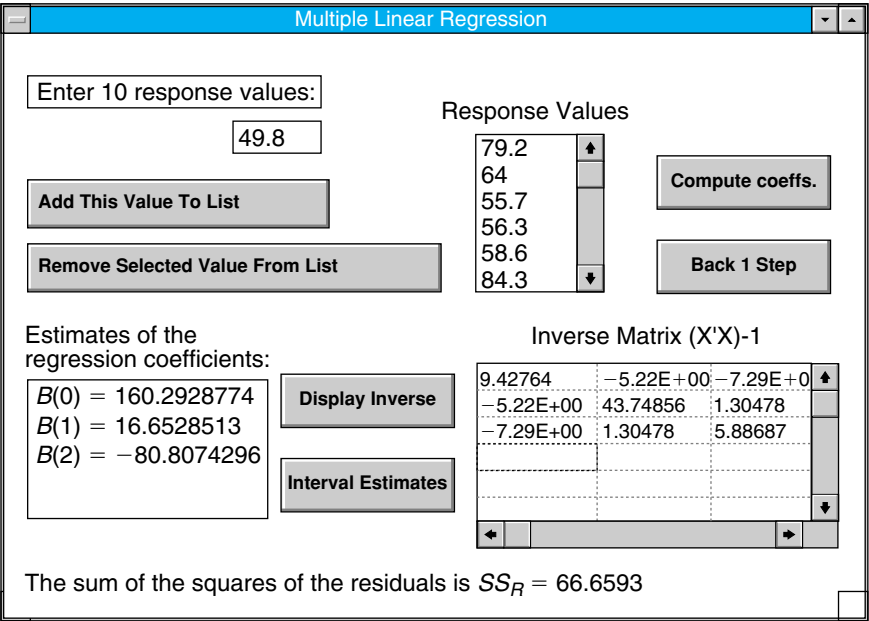 Multiple Linear Regression
Enter 10 response values:
49.8
Add This Value To List
Remove Selected Value From List
Response Values
79.2
64
55.7
56.3
58.6
84.3
Compute coeffs.
Back 1 Step
Estimates of the
regression coefficients:
B(0) = 160.2928774
B(1) = 16.6528513
B(2) = −80.8074296
Display Inverse
Interval Estimates
Inverse Matrix (X'X)-1
9.42764 −5.22E+00 −7.29E+0
−5.22E+00 43.74856 1.30478
−7.29E+00 1.30478 5.88687
The sum of the squares of the residuals is SSR = 66.6593